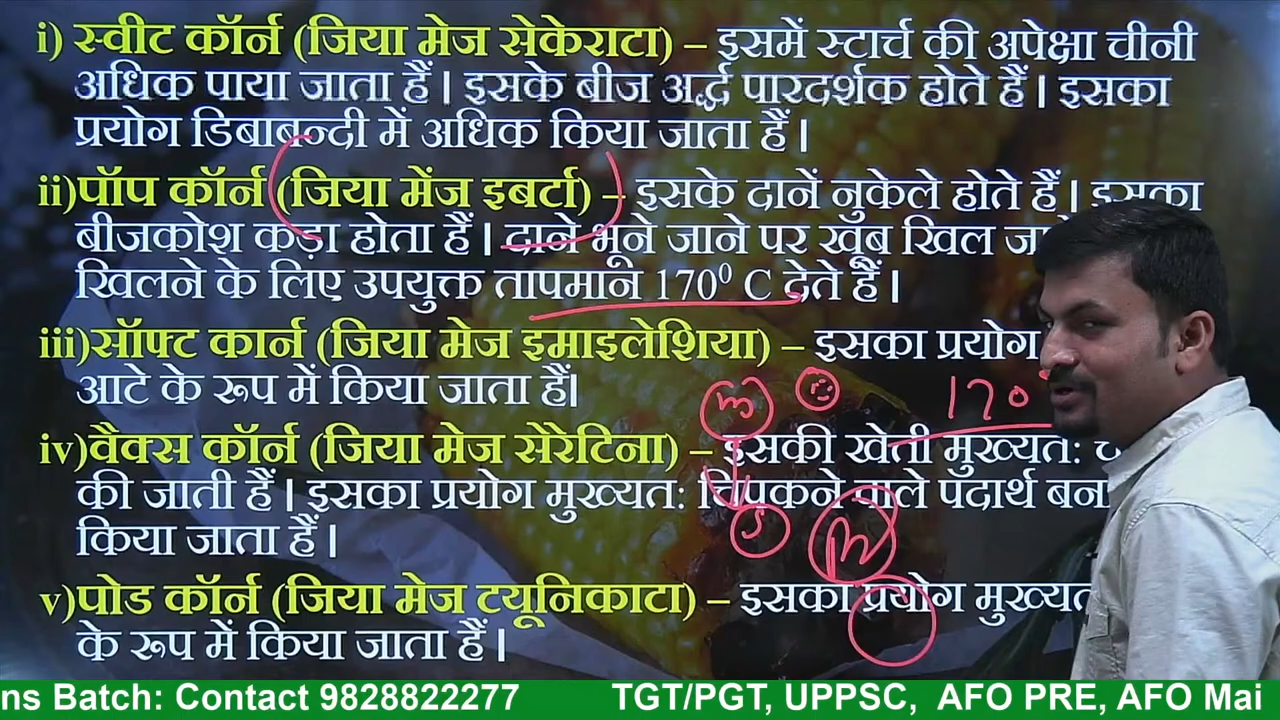 i) स्वीट कॉर्न (जिया मेज सेकेराटा) – इसमें स्टार्च की अपेक्षा चीनी
अधिक पाया जाता हैं। इसके बीज अर्द्ध पारदर्शक होते हैं। इसका
प्रयोग डिबाबन्दी में अधिक किया जाता हैं।
ii)पॉप कॉर्न (जिया मेंज इबर्टा) – इसके दानें नुकेले होते हैं। इसका
बीजकोश कड़ा होता हैं। दाने भूने जाने पर खूब खिल
खिलने के लिए उपयुक्त तापमान 170⁰ C देते हैं।
iii)सॉफ्ट कार्न (जिया मेज इमाइलेशिया) – इसका प्रयोग
आटे के रूप में किया जाता हैं।
m
170°
iv)वैक्स कॉर्न (जिया मेज सेरेटिना) – इसकी खेती मुख्यत:
की जाती हैं। इसका प्रयोग मुख्यत: चिपकने वाले पदार्थ
किया जाता हैं।
m
v)पोड कॉर्न (जिया मेज टयूनिकाटा) – इसका प्रयोग
के रूप में किया जाता हैं।
ns Batch: Contact 9828822277 TGT/PGT, UPPSC, AFO PRE, AFO Mai